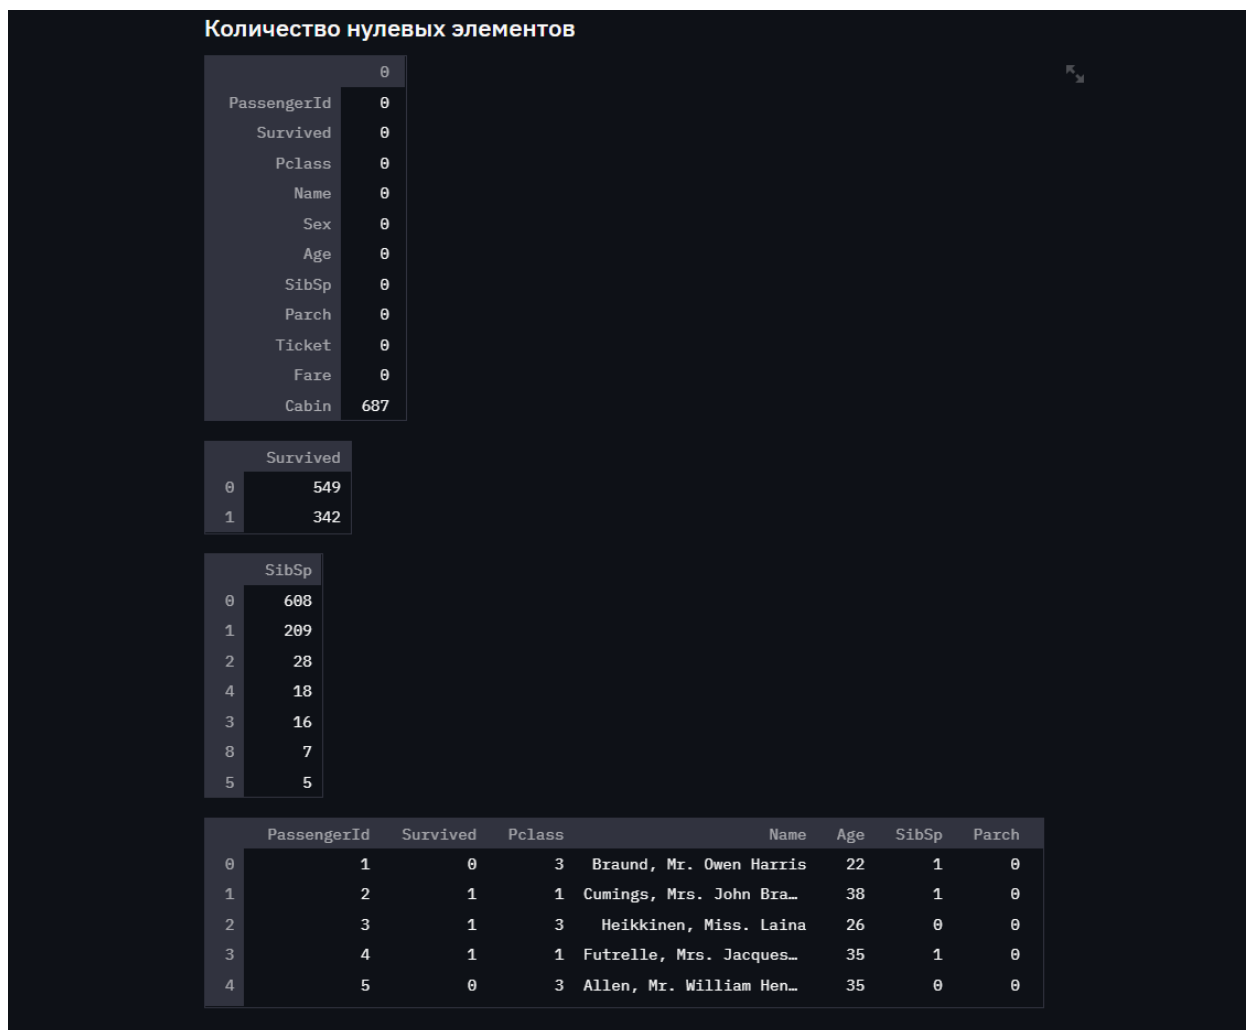 Количество нулевых элементов
0
PassengerId 0
Survived 0
Pclass 0
Name 0
Sex 0
Age 0
SibSp 0
Parch 0
Ticket 0
Fare 0
Cabin 687
Survived
0 549
1 342
SibSp
0 608
1 209
2 28
4 18
3 16
8 7
5 5
PassengerId Survived Pclass Name Age SibSp Parch
0 1 0 3 Braund, Mr. Owen Harris 22 1 0
1 2 1 1 Cumings, Mrs. John Bra… 38 1 0
2 3 1 3 Heikkinen, Miss. Laina 26 0 0
3 4 1 1 Futrelle, Mrs. Jacques… 35 1 0
4 5 0 3 Allen, Mr. William Hen… 35 0 0